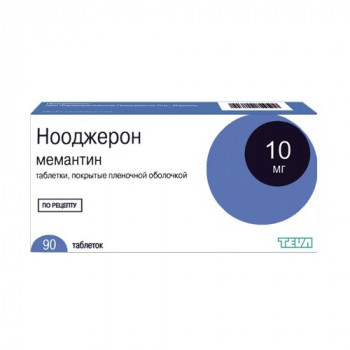 Нооджерон
мемантин
таблетки, покрытые пленочной оболочкой
10
мг
ПО РЕЦЕПТУ
90 таблеток
TEVA